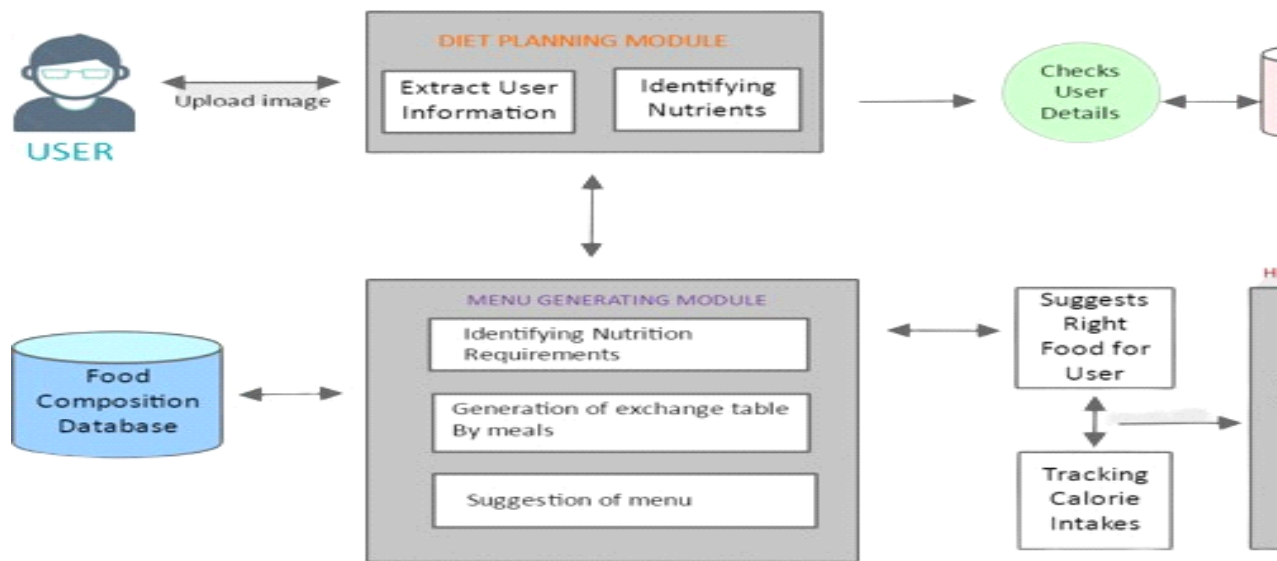 DIET PLANNING MODULE
Extract User
Information
Identifying
Nutrients
Upload image
USER
Checks
User
Details
MENU GENERATING MODULE
Identifying Nutrition
Requirements
Generation of exchange table
By meals
Suggestion of menu
Food
Composition
Database
Suggests
Right
Food for
User
Tracking
Calorie
Intakes